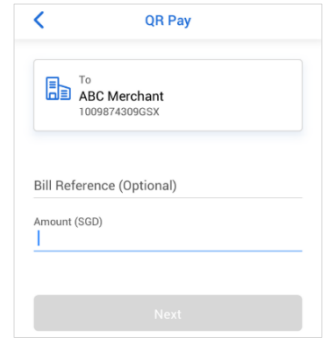 QR Pay
To
ABC Merchant
1009874309GSX
Bill Reference (Optional)
Amount (SGD)
Next